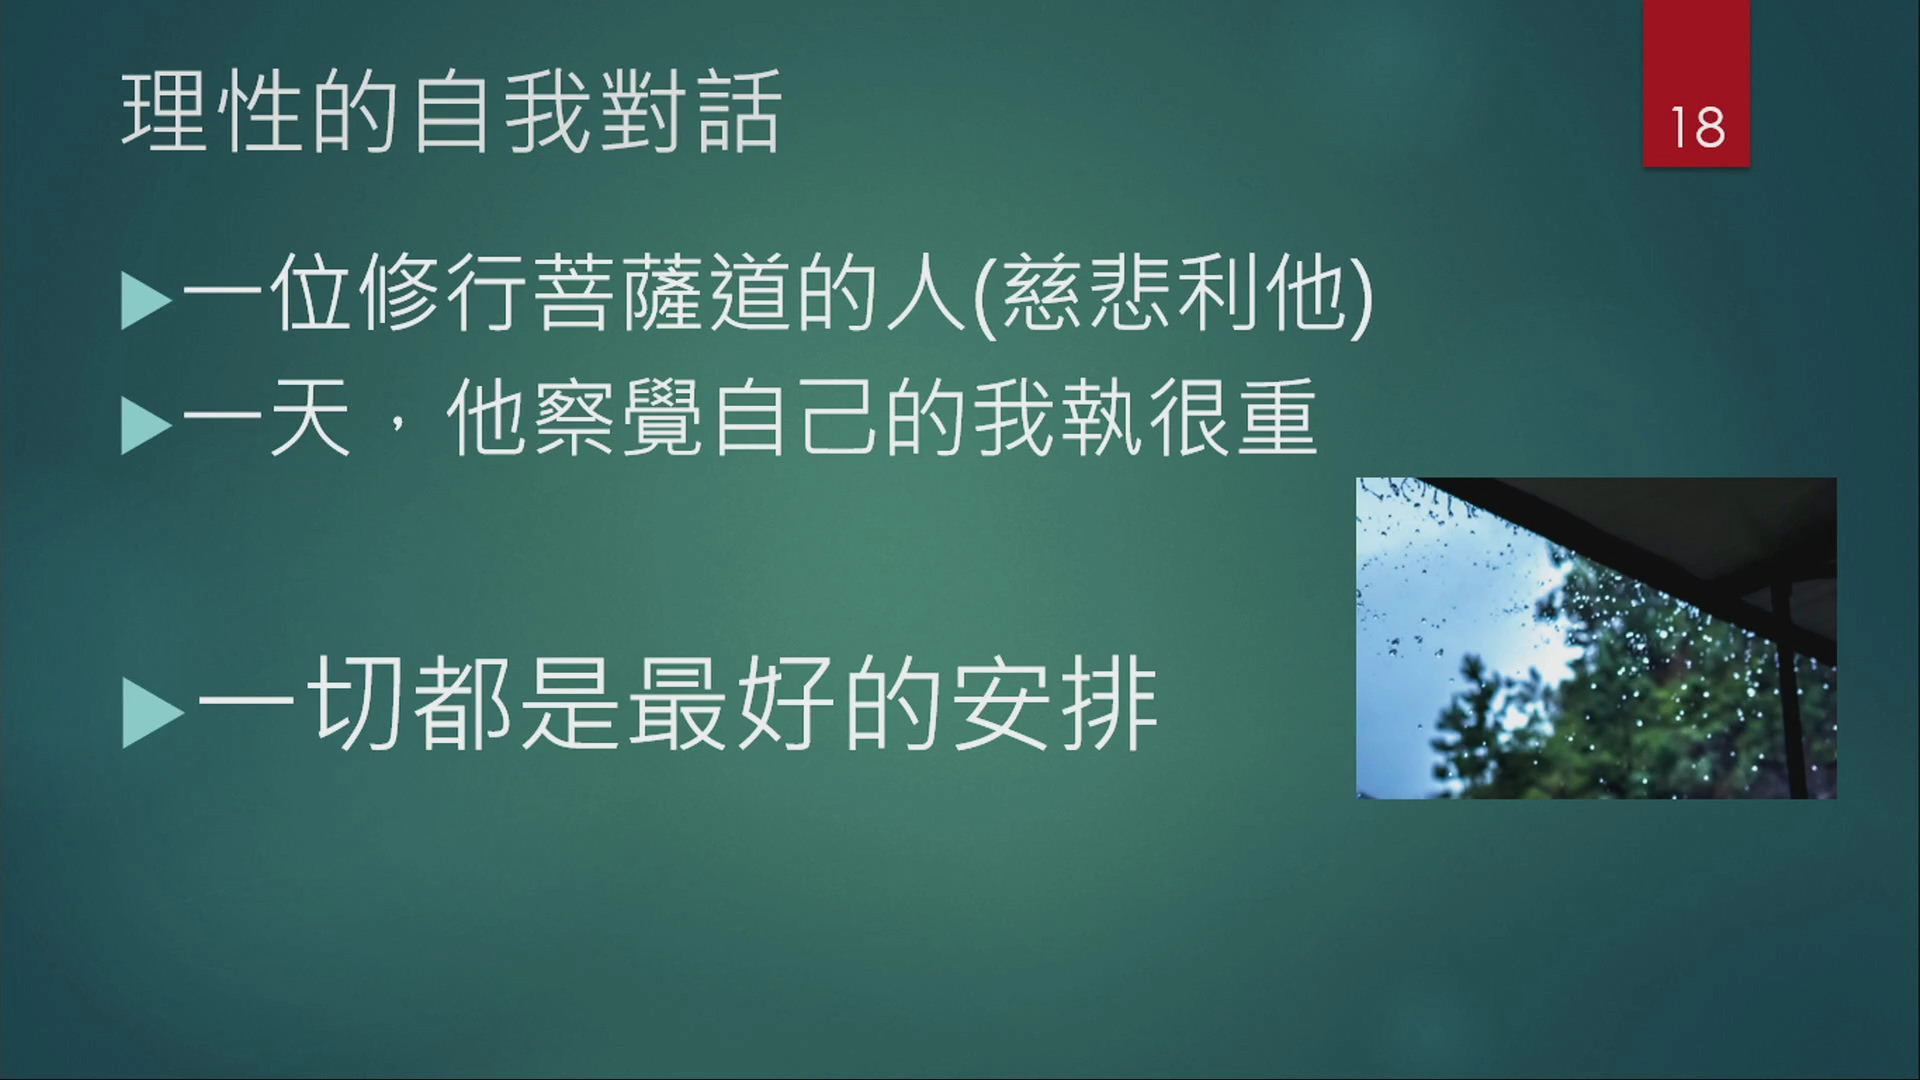 理性的自我對話
18
一位修行菩薩道的人(慈悲利他)
一天，他察覺自己的我執很重
一切都是最好的安排